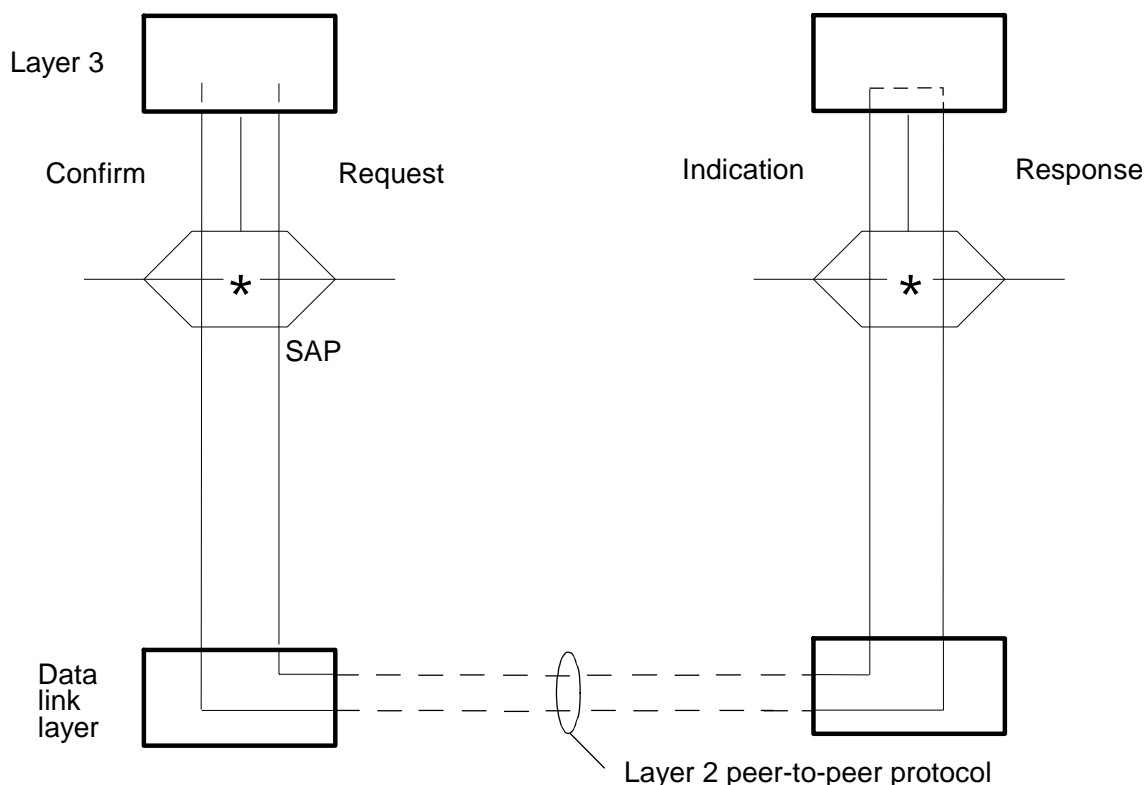 Layer 3
Confirm
Request
Indication
Response
*
*
SAP
Data
link
layer
Layer 2 peer-to-peer protocol